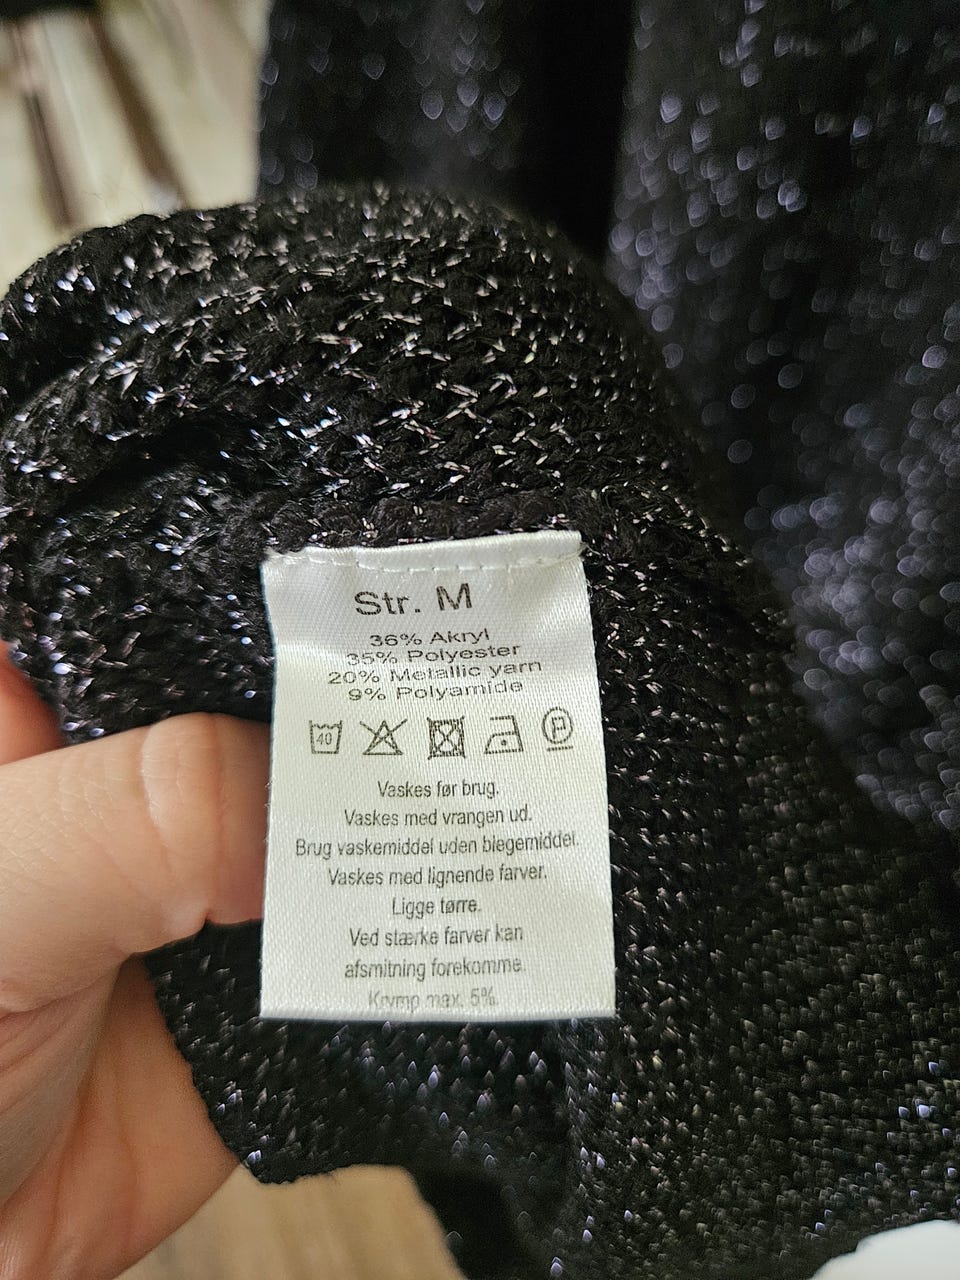 Str. M
36% Akryl
35% Polyester
20% Metallic yarn
9% Polyamide
40 P
Vaskes før brug.
Vaskes med vrangen ud.
Brug vaskemiddel uden blegemiddel.
Vaskes med lignende farver.
Ligge tørre.
Ved stærke farver kan
afsmitning forekomme.
Krymp max. 5%